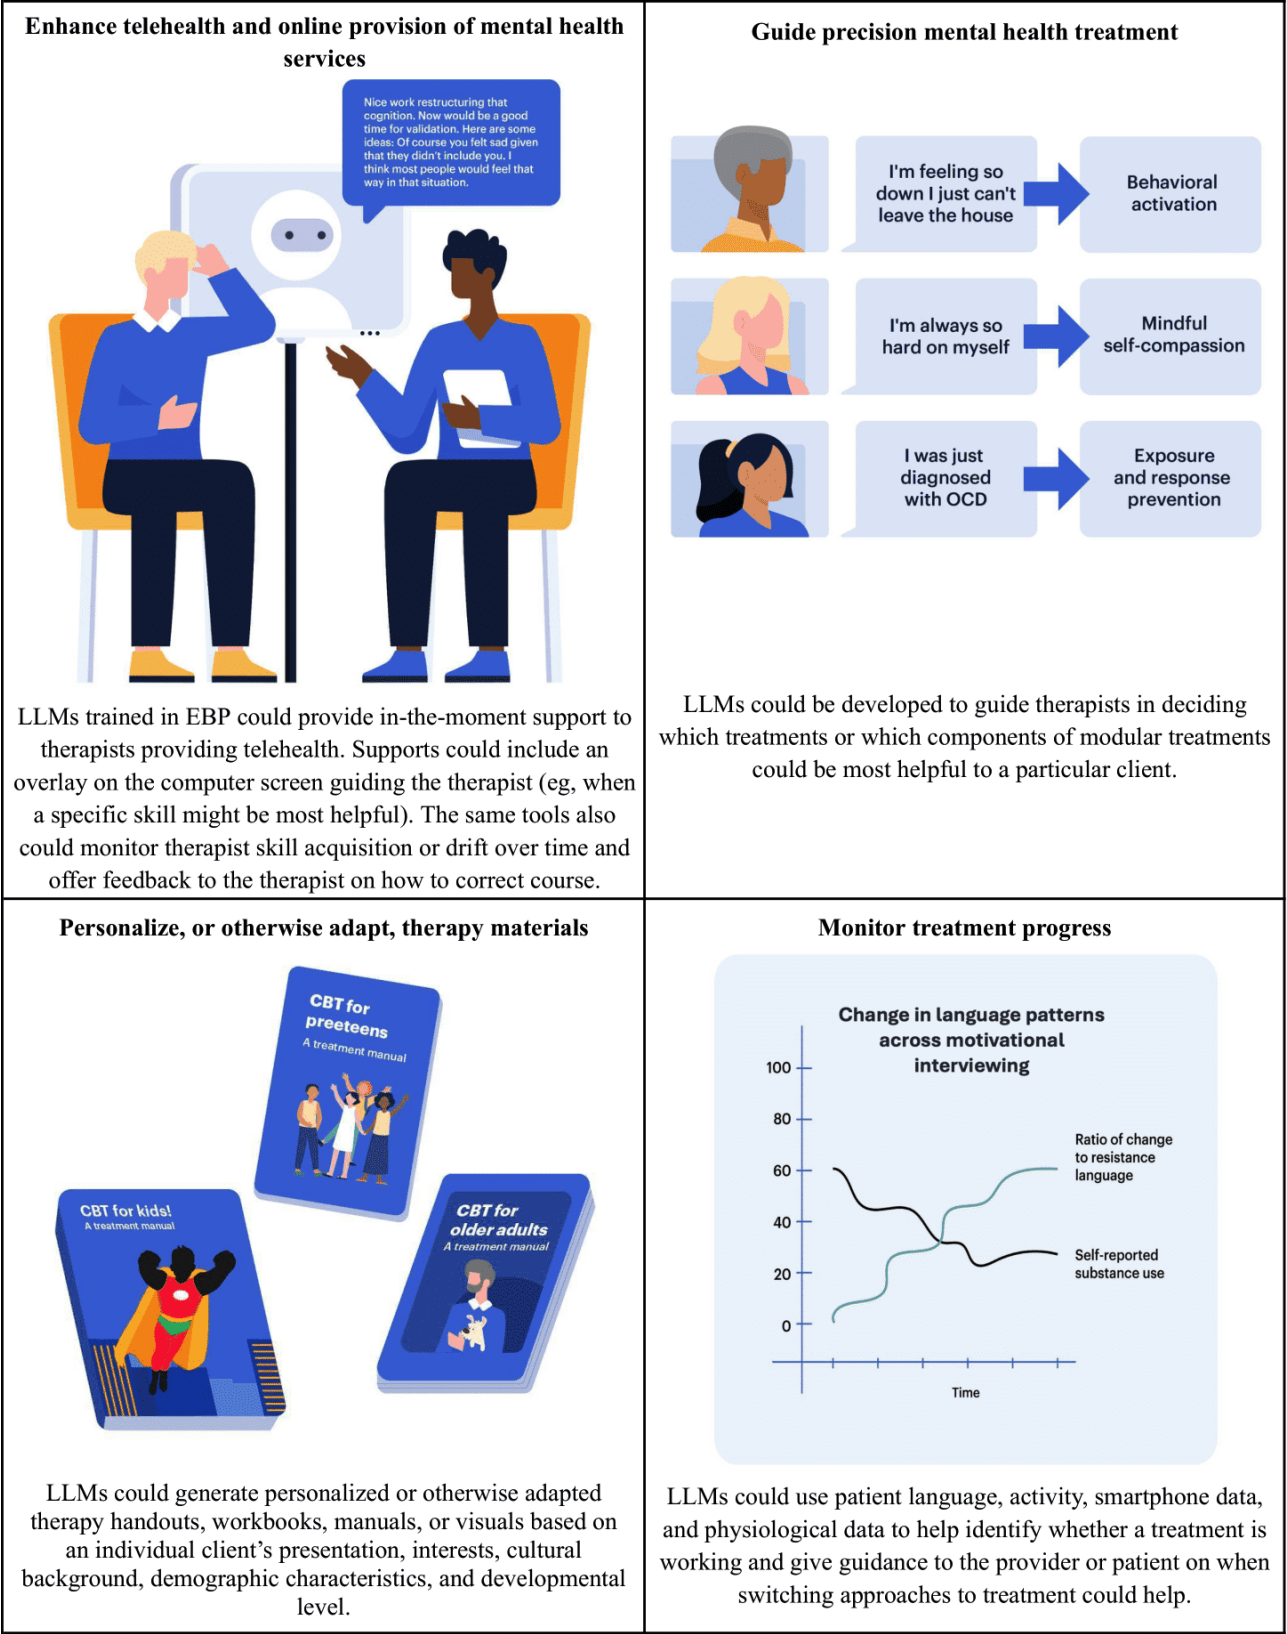 Enhance telehealth and online provision of mental health
services
Nice work restructuring that
cognition. Now would be a good
time for validation. Here are some
ideas: Of course you felt sad given
that they didn't include you. I
think most people would feel that
way in that situation.
LLMs trained in EBP could provide in-the-moment support to
therapists providing telehealth. Supports could include an
overlay on the computer screen guiding the therapist (eg, when
a specific skill might be most helpful). The same tools also
could monitor therapist skill acquisition or drift over time and
offer feedback to the therapist on how to correct course.
Guide precision mental health treatment
I'm feeling so
down I just can't
leave the house
Behavioral
activation
I'm always so
hard on myself
Mindful
self-compassion
I was just
diagnosed
with OCD
Exposure
and response
prevention
LLMs could be developed to guide therapists in deciding
which treatments or which components of modular treatments
could be most helpful to a particular client.
Personalize, or otherwise adapt, therapy materials
CBT for
preeteens
A treatment manual
CBT for kids!
A treatment manual
CBT for
older adults
A treatment manual
LLMs could generate personalized or otherwise adapted
therapy handouts, workbooks, manuals, or visuals based on
an individual client’s presentation, interests, cultural
background, demographic characteristics, and developmental
level.
Monitor treatment progress
Change in language patterns
across motivational
interviewing
100
80
60
40
20
0
Ratio of change
to resistance
language
Self-reported
substance use
Time
LLMs could use patient language, activity, smartphone data,
and physiological data to help identify whether a treatment is
working and give guidance to the provider or patient on when
switching approaches to treatment could help.